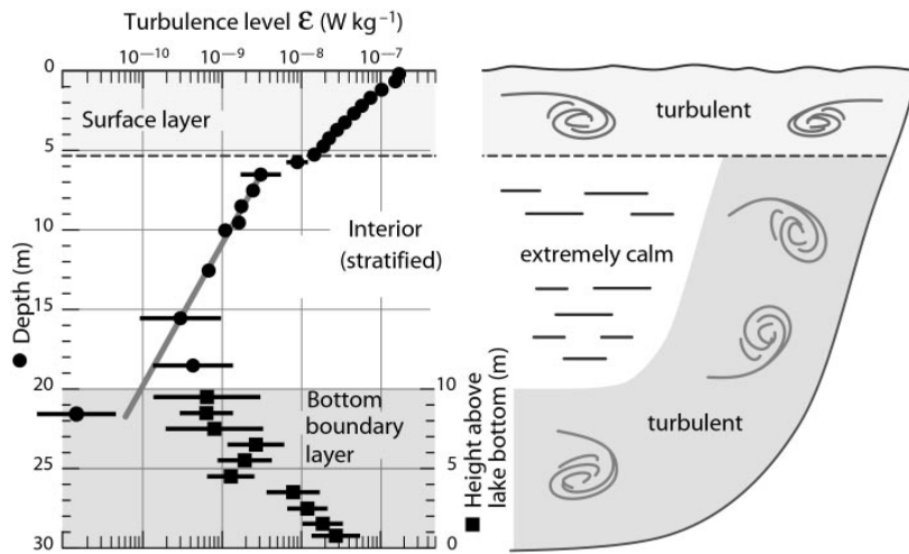 Turbulence level ε (W kg⁻¹)
10⁻¹⁰ 10⁻⁹ 10⁻⁸ 10⁻⁷
0
5
10
15
20
25
30
● Depth (m)
Surface layer
Interior
(stratified)
Bottom
boundary
layer
10
5
0
■ Height above
lake bottom (m)
turbulent
extremely calm
turbulent